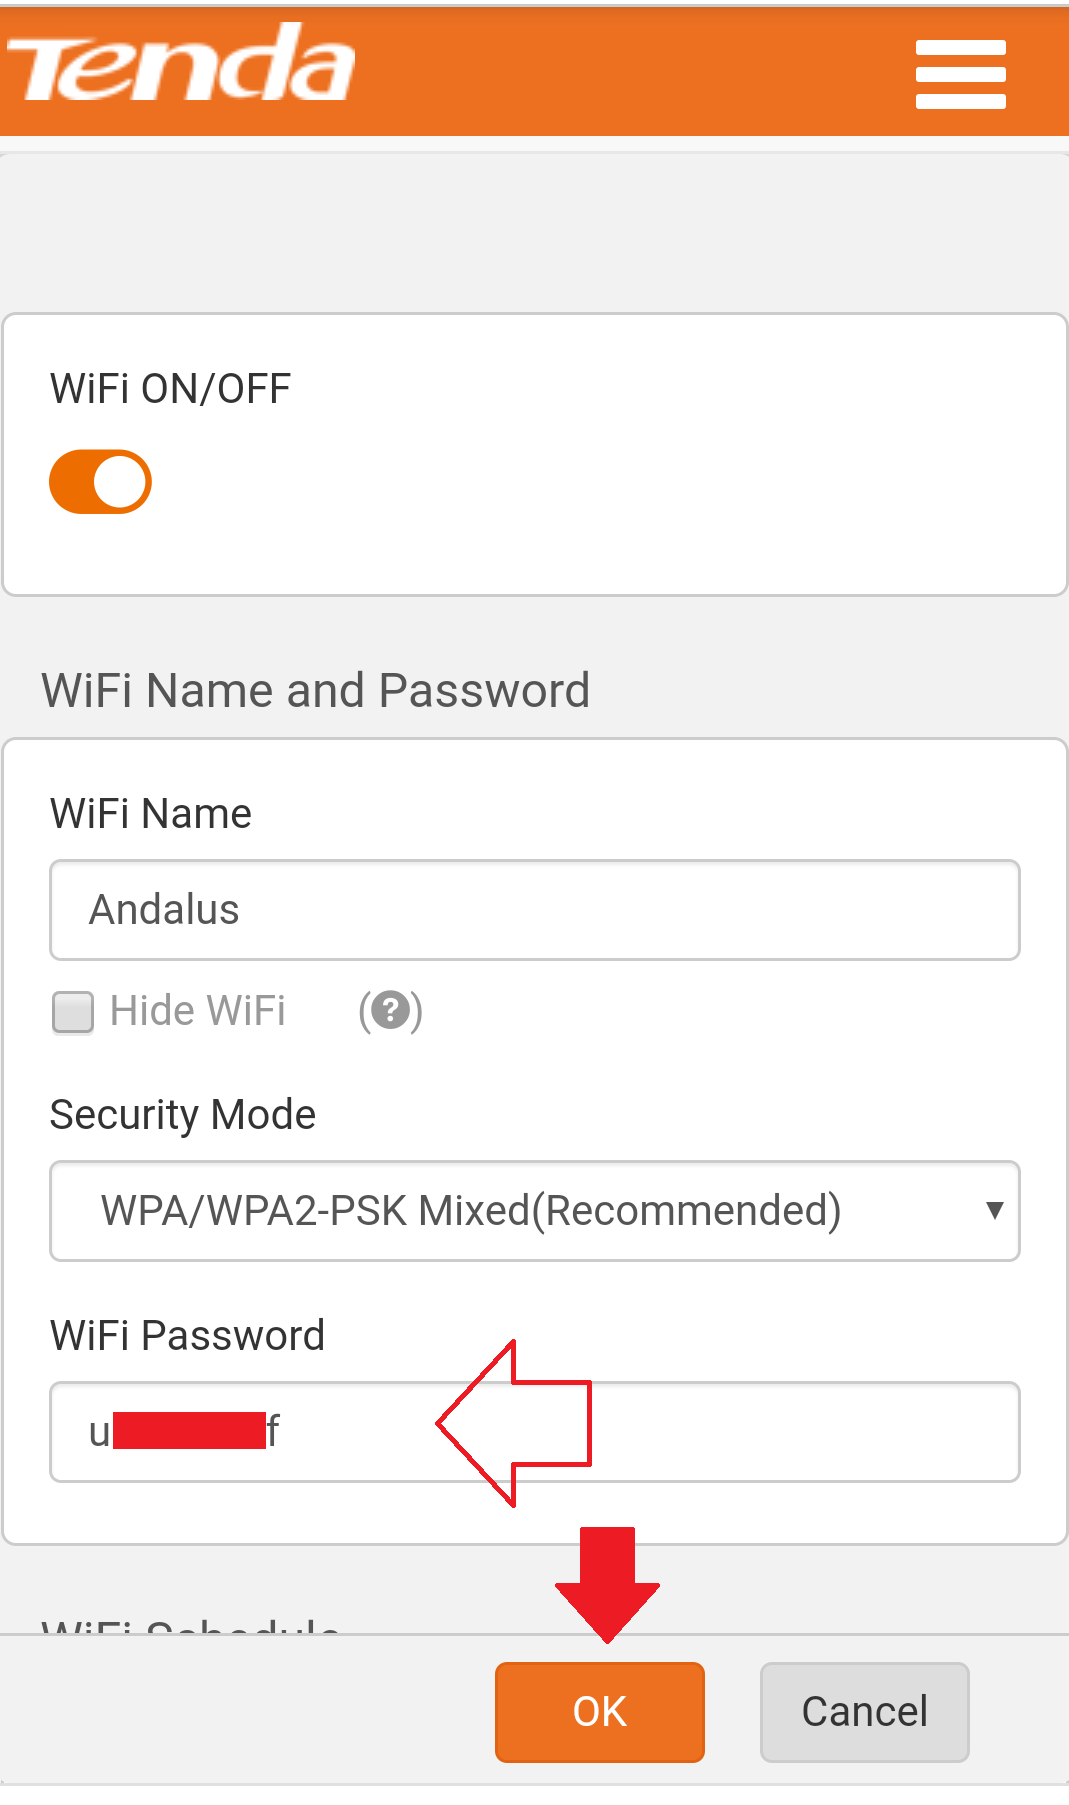 Tenda
WiFi ON/OFF
WiFi Name and Password
WiFi Name
Andalus
Hide WiFi (?)
Security Mode
WPA/WPA2-PSK Mixed(Recommended) ▼
WiFi Password
u f
WiFi Schedule
OK Cancel